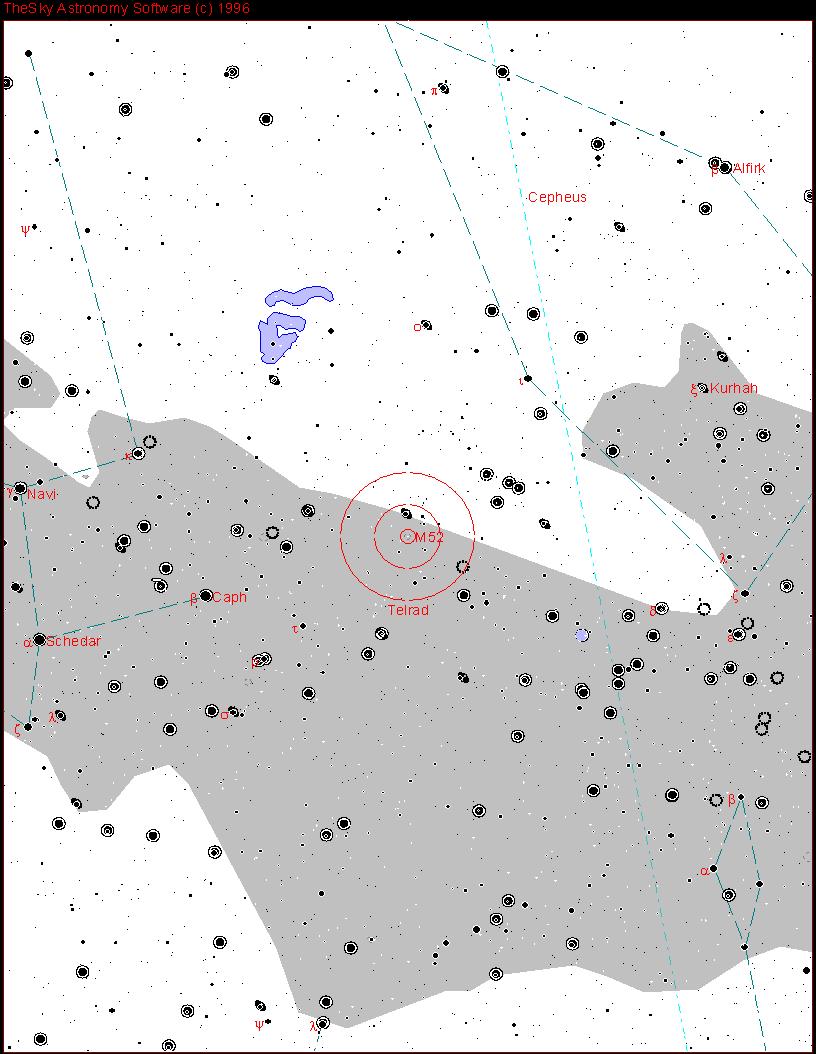 TheSky Astronomy Software (c) 1996
π
β Alfirk
Cepheus
ψ
ο
ι
ξ Kurhah
κ
γ Navi
M52
λ
ζ
β Caph
Telrad
δ
τ
ε
α Schedar
ρ
λ
σ
ζ
β
α
ψ
λ